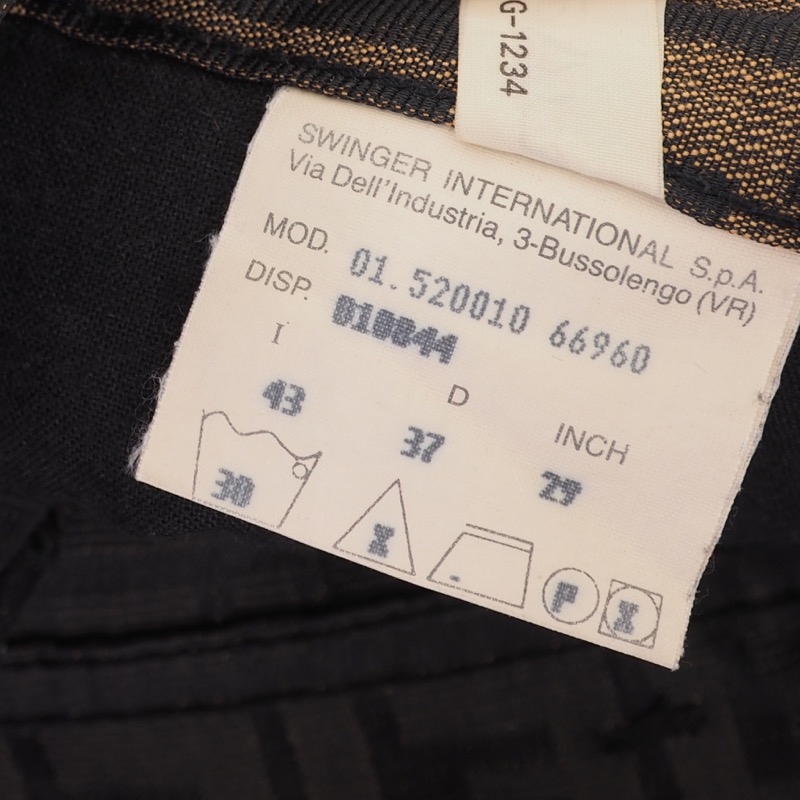 G-1234
SWINGER INTERNATIONAL S.p.A.
Via Dell'Industria, 3-Bussolengo (VR)
MOD. 01.520010 66960
DISP. 010044
I D INCH
43 37 29
30 X P X